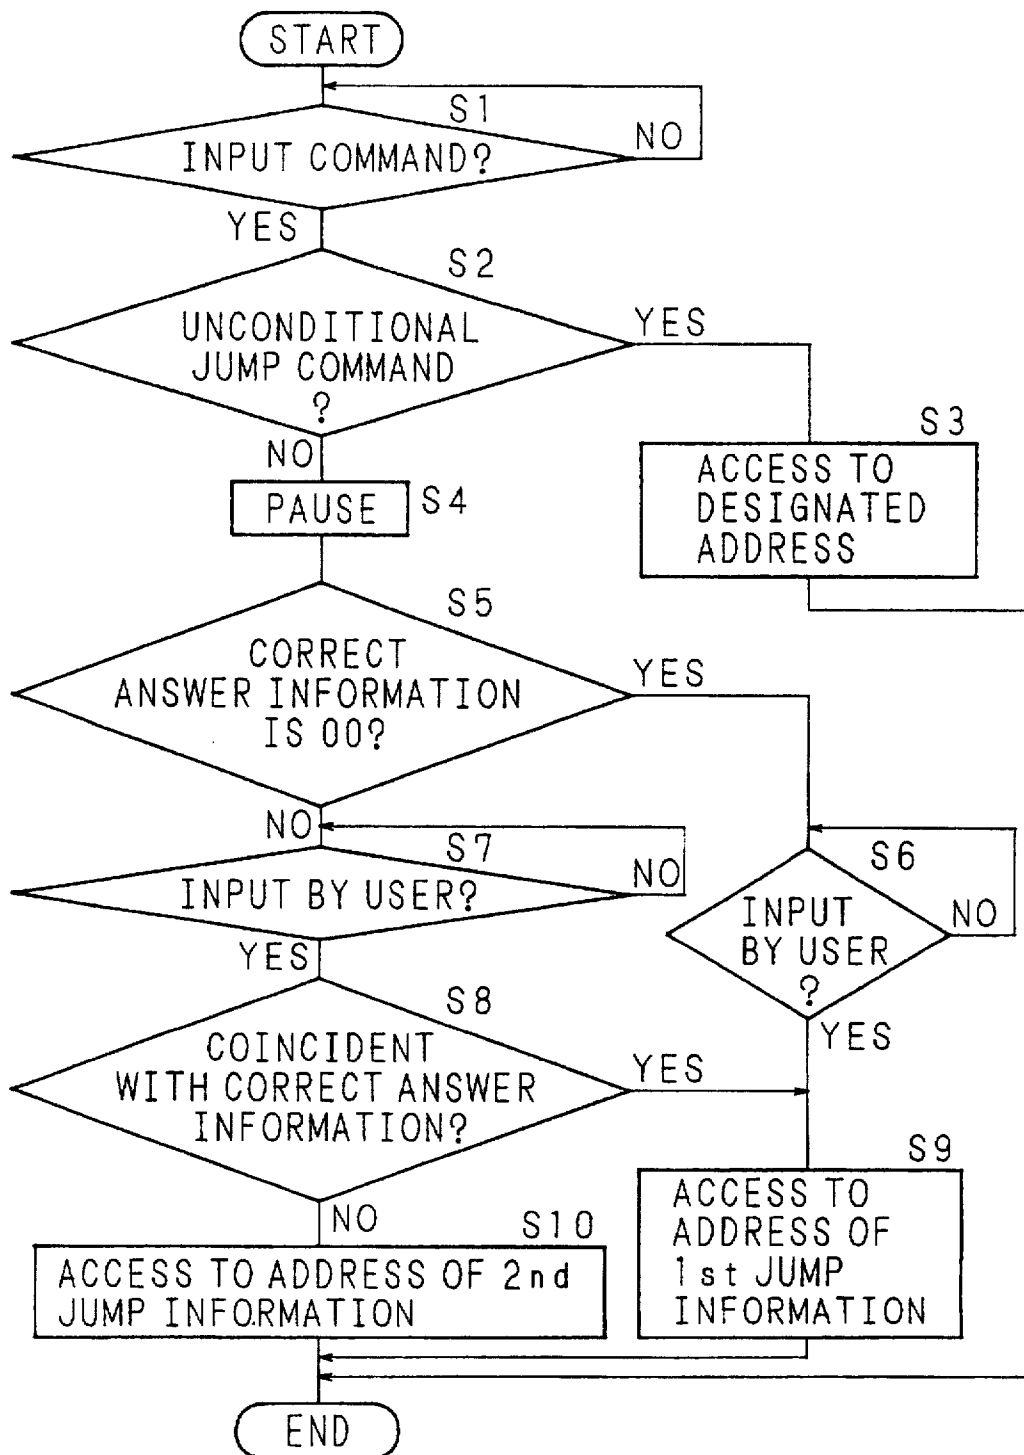 START
S1
NO
INPUT COMMAND?
YES
S2
UNCONDITIONAL
JUMP COMMAND
?
YES
NO
S3
ACCESS TO
DESIGNATED
ADDRESS
PAUSE
S4
S5
CORRECT
ANSWER INFORMATION
IS 00?
YES
NO
S7
INPUT BY USER?
NO
YES
S6
INPUT
BY USER
?
NO
YES
S8
COINCIDENT
WITH CORRECT ANSWER
INFORMATION?
YES
NO
S9
ACCESS TO
ADDRESS OF
1st JUMP
INFORMATION
S10
ACCESS TO ADDRESS OF 2nd
JUMP INFORMATION
END